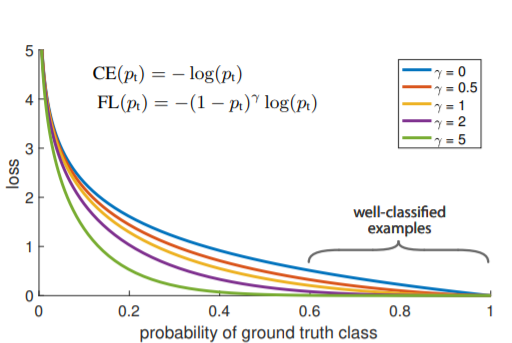 CE(pt) = − log(pt)
FL(pt) = −(1 − pt)^γ log(pt)
γ = 0
γ = 0.5
γ = 1
γ = 2
γ = 5
well-classified
examples
5
4
3
2
1
0
loss
0 0.2 0.4 0.6 0.8 1
probability of ground truth class